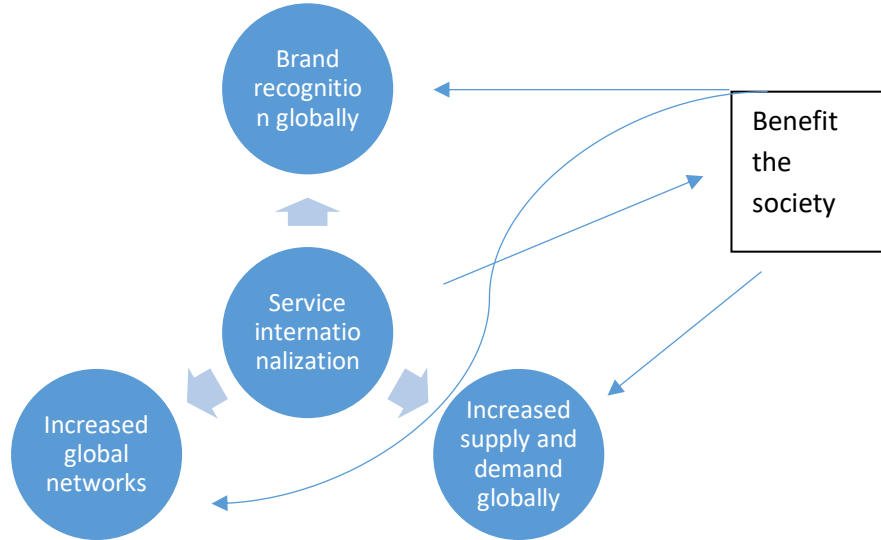 Brand
recognitio
n globally
Benefit
the
society
Service
internatio
nalization
Increased
global
networks
Increased
supply and
demand
globally